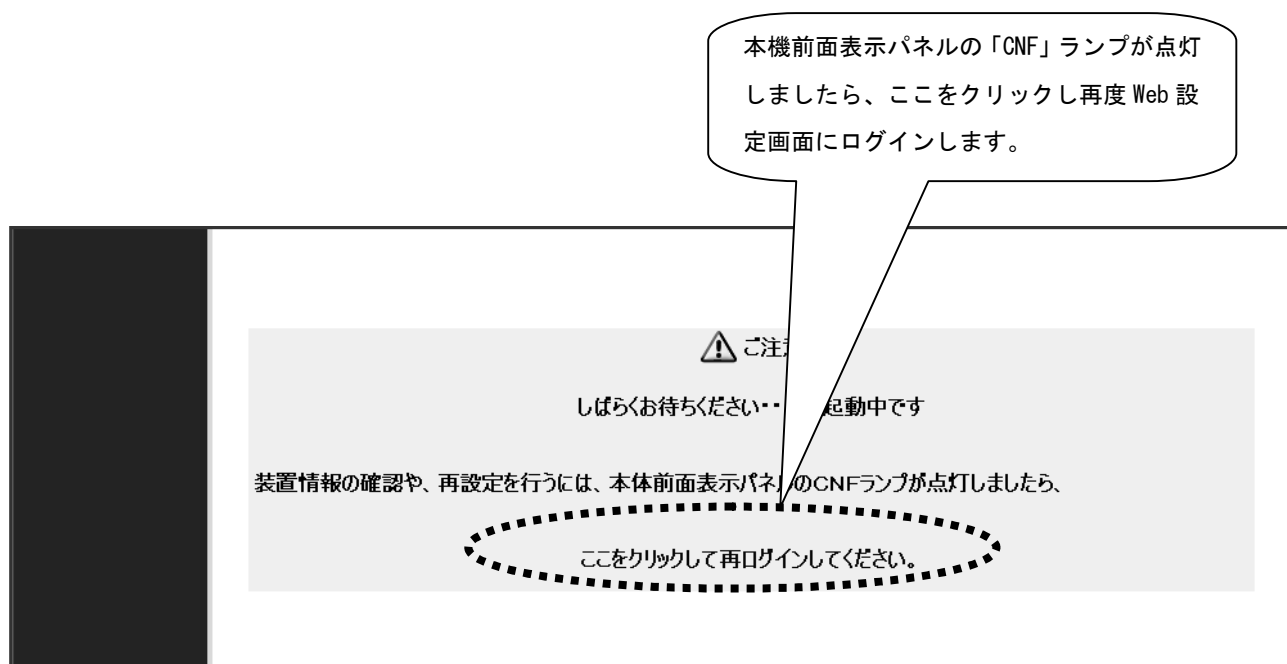 本機前面表示パネルの「CNF」ランプが点灯
しましたら、ここをクリックし再度 Web 設
定画面にログインします。
ご注
しばらくお待ちください・・ 起動中です
装置情報の確認や、再設定を行うには、本体前面表示パネルのCNFランプが点灯しましたら、
ここをクリックして再ログインしてください。